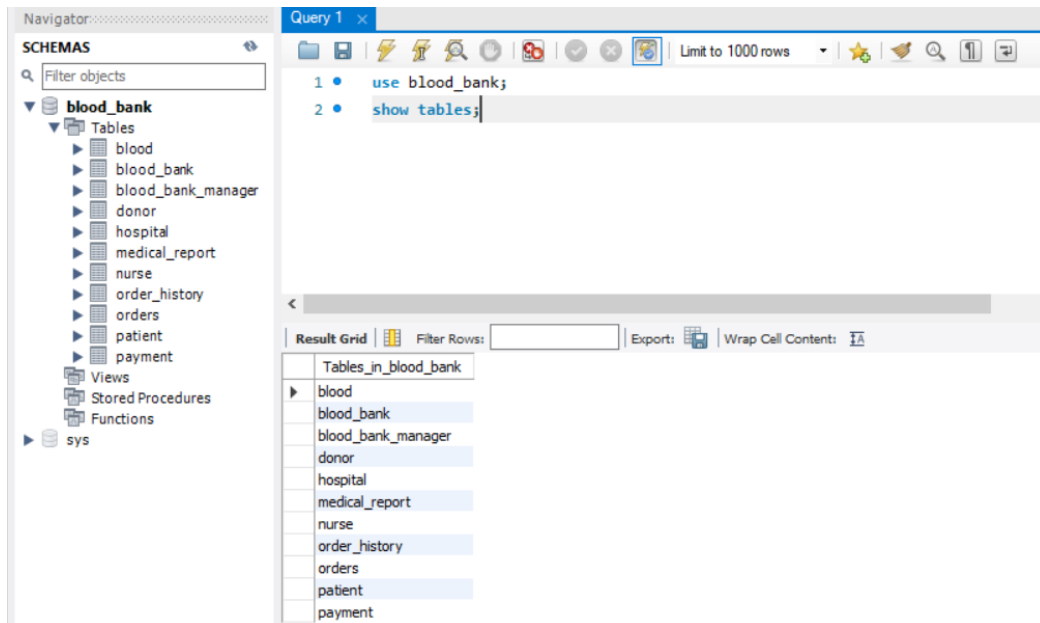 Navigator
SCHEMAS
Filter objects
blood_bank
Tables
blood
blood_bank
blood_bank_manager
donor
hospital
medical_report
nurse
order_history
orders
patient
payment
Views
Stored Procedures
Functions
sys
Query 1
Limit to 1000 rows
1 use blood_bank;
2 show tables;
Result Grid Filter Rows: Export: Wrap Cell Content: IA
Tables_in_blood_bank
blood
blood_bank
blood_bank_manager
donor
hospital
medical_report
nurse
order_history
orders
patient
payment